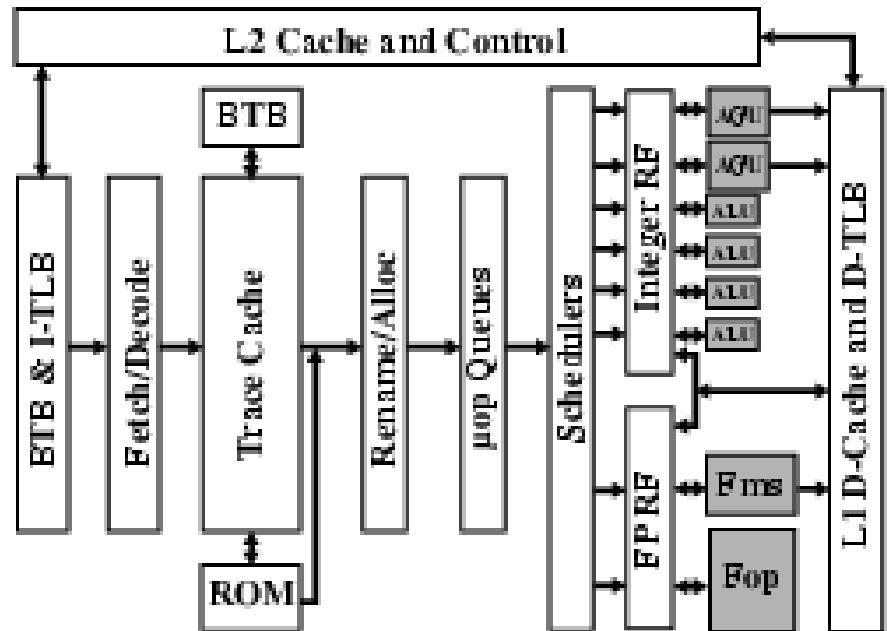 L2 Cache and Control
BTB
BTB & I-TLB
Fetch/Decode
Trace Cache
ROM
Rename/Alloc
μop Queues
Schedulers
Integer RF
FP RF
AGU
AGU
ALU
ALU
ALU
ALU
Fms
Fop
L1 D-Cache and D-TLB